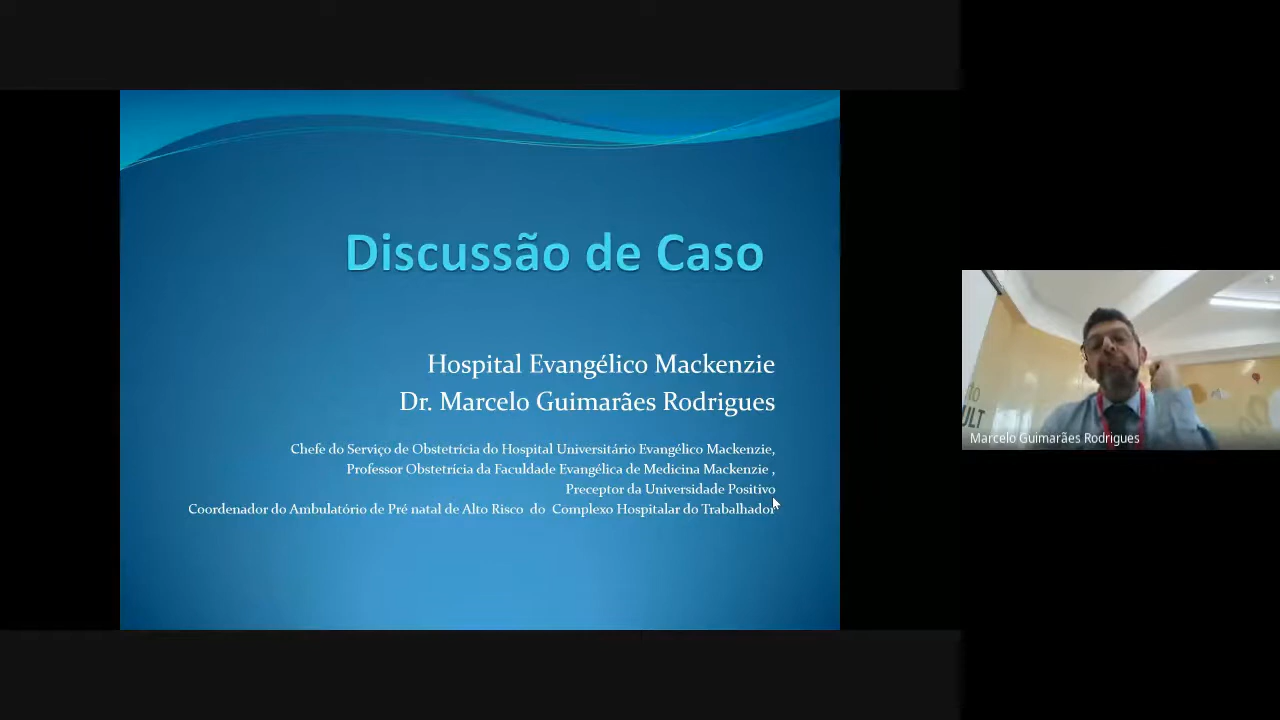 Discussão de Caso
Hospital Evangélico Mackenzie
Dr. Marcelo Guimarães Rodrigues
Chefe do Serviço de Obstetrícia do Hospital Universitário Evangélico Mackenzie,
Professor Obstetrícia da Faculdade Evangélica de Medicina Mackenzie ,
Preceptor da Universidade Positivo
Coordenador do Ambulatório de Pré natal de Alto Risco do Complexo Hospitalar do Trabalhador
ULT
Marcelo Guimarães Rodrigues